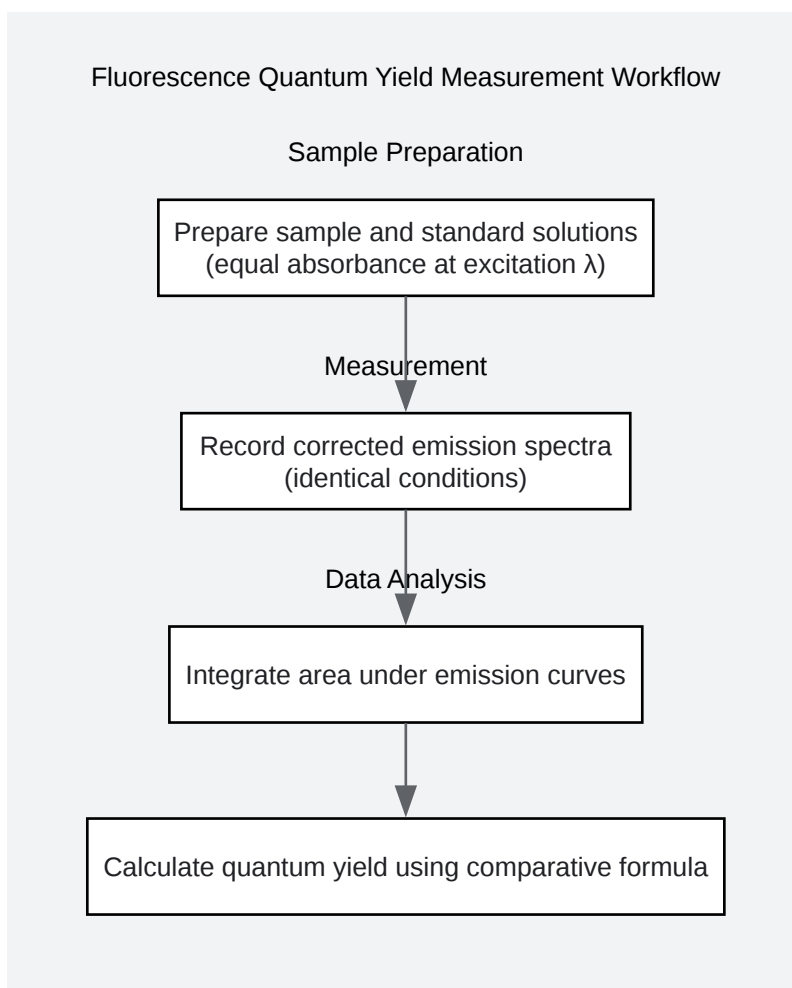 Fluorescence Quantum Yield Measurement Workflow
Sample Preparation
Prepare sample and standard solutions
(equal absorbance at excitation λ)
Measurement
Record corrected emission spectra
(identical conditions)
Data Analysis
Integrate area under emission curves
Calculate quantum yield using comparative formula